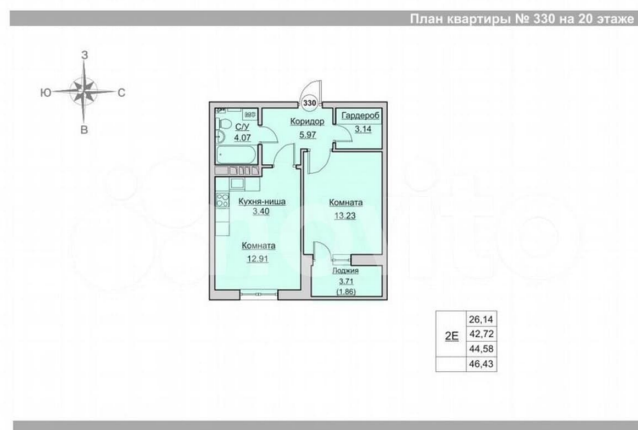 План квартиры № 330 на 20 этаже
З
Ю С
В
330
Гардероб
3.14
Коридор
5.97
С/У
4.07
Кухня-ниша
3.40
Комната
13.23
Комната
12.91
Лоджия
3.71
(1.86)
2Е
26,14
42,72
44,58
46,43
Avito